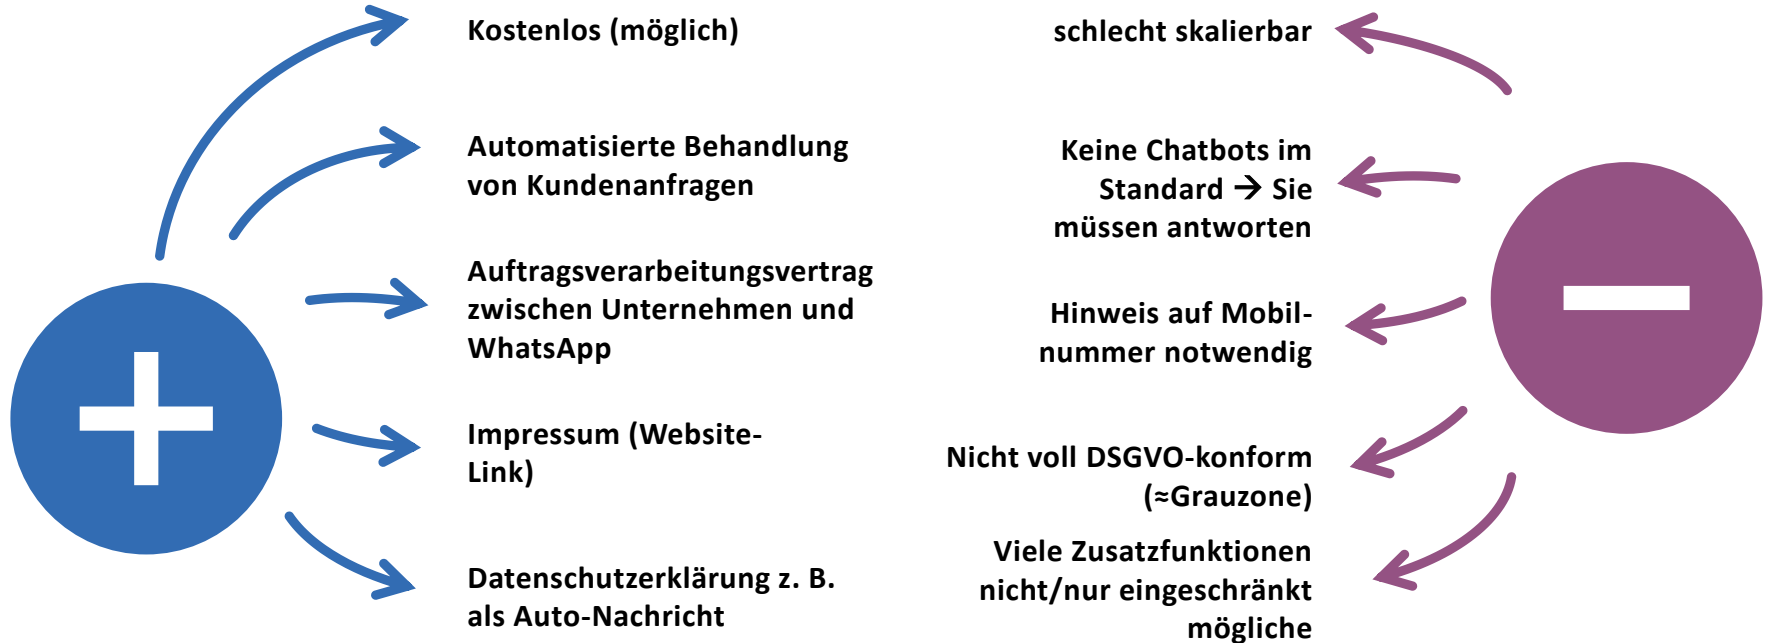 Kostenlos (möglich)
Automatisierte Behandlung
von Kundenanfragen
Auftragsverarbeitungsvertrag
zwischen Unternehmen und
WhatsApp
Impressum (Website-
Link)
Datenschutzerklärung z. B.
als Auto-Nachricht
schlecht skalierbar
Keine Chatbots im
Standard → Sie
müssen antworten
Hinweis auf Mobil-
nummer notwendig
Nicht voll DSGVO-konform
(≈Grauzone)
Viele Zusatzfunktionen
nicht/nur eingeschränkt
mögliche